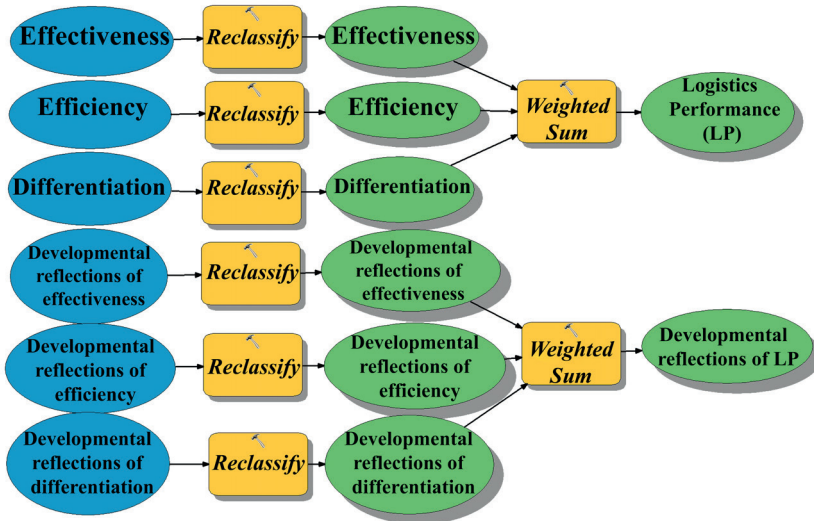 Effectiveness
Reclassify
Effectiveness
Efficiency
Reclassify
Efficiency
Weighted
Sum
Logistics
Performance
(LP)
Differentiation
Reclassify
Differentiation
Developmental
reflections of
effectiveness
Reclassify
Developmental
reflections of
effectiveness
Developmental
reflections of
efficiency
Reclassify
Developmental
reflections of
efficiency
Weighted
Sum
Developmental
reflections of LP
Developmental
reflections of
differentiation
Reclassify
Developmental
reflections of
differentiation